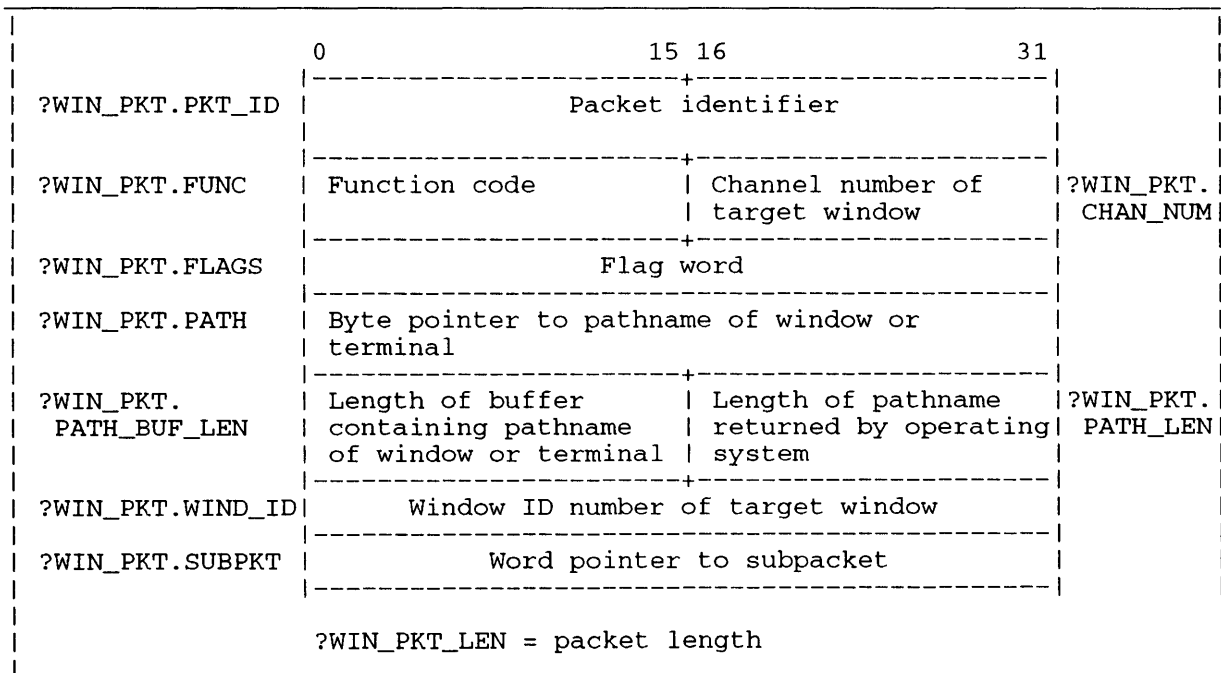 0 15 16 31
?WIN_PKT.PKT_ID Packet identifier
?WIN_PKT.FUNC Function code Channel number of ?WIN_PKT.
target window CHAN_NUM
?WIN_PKT.FLAGS Flag word
?WIN_PKT.PATH Byte pointer to pathname of window or
terminal
?WIN_PKT. Length of buffer Length of pathname ?WIN_PKT.
PATH_BUF_LEN containing pathname returned by operating PATH_LEN
of window or terminal system
?WIN_PKT.WIND_ID Window ID number of target window
?WIN_PKT.SUBPKT Word pointer to subpacket
?WIN_PKT_LEN = packet length